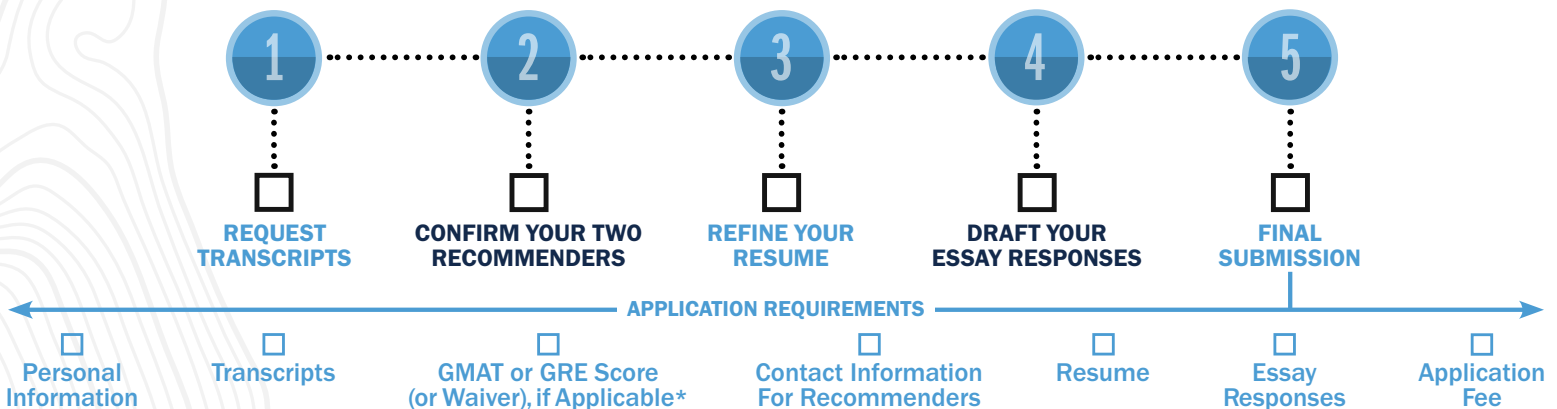 1 2 3 4 5
REQUEST
TRANSCRIPTS
CONFIRM YOUR TWO
RECOMMENDERS
REFINE YOUR
RESUME
DRAFT YOUR
ESSAY RESPONSES
FINAL
SUBMISSION
APPLICATION REQUIREMENTS
Personal
Information
Transcripts
GMAT or GRE Score
(or Waiver), if Applicable*
Contact Information
For Recommenders
Resume
Essay
Responses
Application
Fee